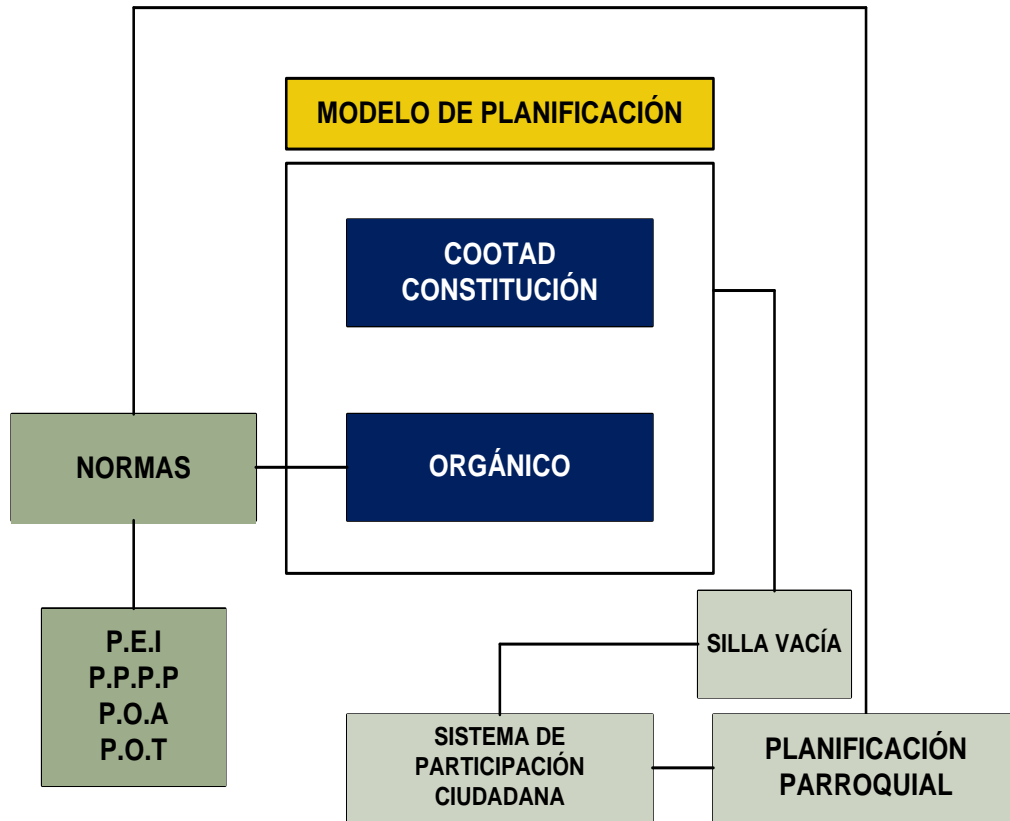 MODELO DE PLANIFICACIÓN
COOTAD
CONSTITUCIÓN
NORMAS
ORGÁNICO
P.E.I
P.P.P.P
P.O.A
P.O.T
SILLA VACÍA
SISTEMA DE
PARTICIPACIÓN
CIUDADANA
PLANIFICACIÓN
PARROQUIAL